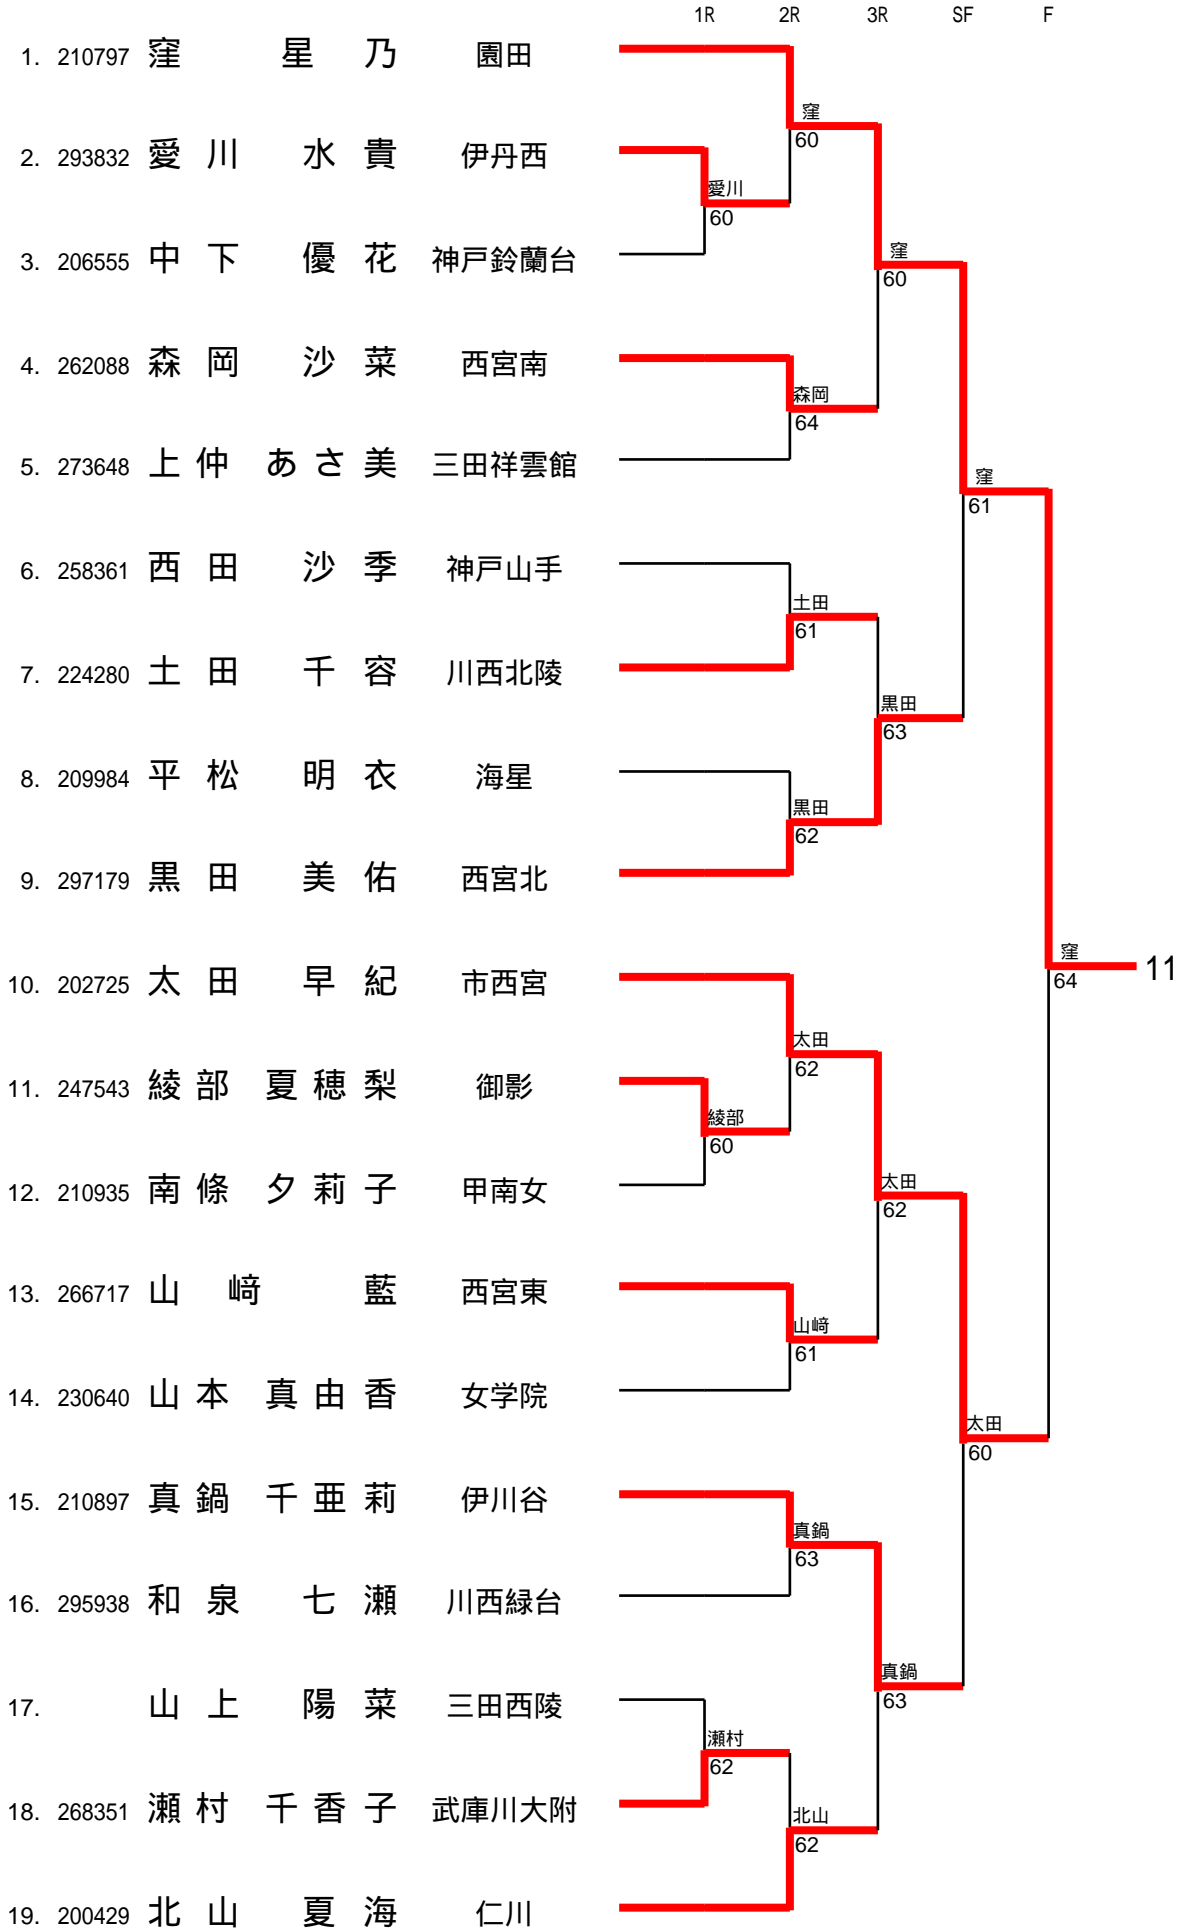 1R 2R 3R SF F
1. 210797 窪 星 乃 園田
窪
60
2. 293832 愛 川 水 貴 伊丹西
愛川
60
3. 206555 中 下 優 花 神戸鈴蘭台
窪
60
4. 262088 森 岡 沙 菜 西宮南
森岡
64
5. 273648 上 仲 あ さ 美 三田祥雲館
窪
61
6. 258361 西 田 沙 季 神戸山手
土田
61
7. 224280 土 田 千 容 川西北陵
黒田
63
8. 209984 平 松 明 衣 海星
黒田
62
9. 297179 黒 田 美 佑 西宮北
窪
64
11
10. 202725 太 田 早 紀 市西宮
太田
62
11. 247543 綾 部 夏 穂 梨 御影
綾部
60
12. 210935 南 條 夕 莉 子 甲南女
太田
62
13. 266717 山 﨑 藍 西宮東
山﨑
61
14. 230640 山 本 真 由 香 女学院
太田
60
15. 210897 真 鍋 千 亜 莉 伊川谷
真鍋
63
16. 295938 和 泉 七 瀬 川西緑台
真鍋
63
17. 山 上 陽 菜 三田西陵
瀬村
62
18. 268351 瀬 村 千 香 子 武庫川大附
北山
62
19. 200429 北 山 夏 海 仁川